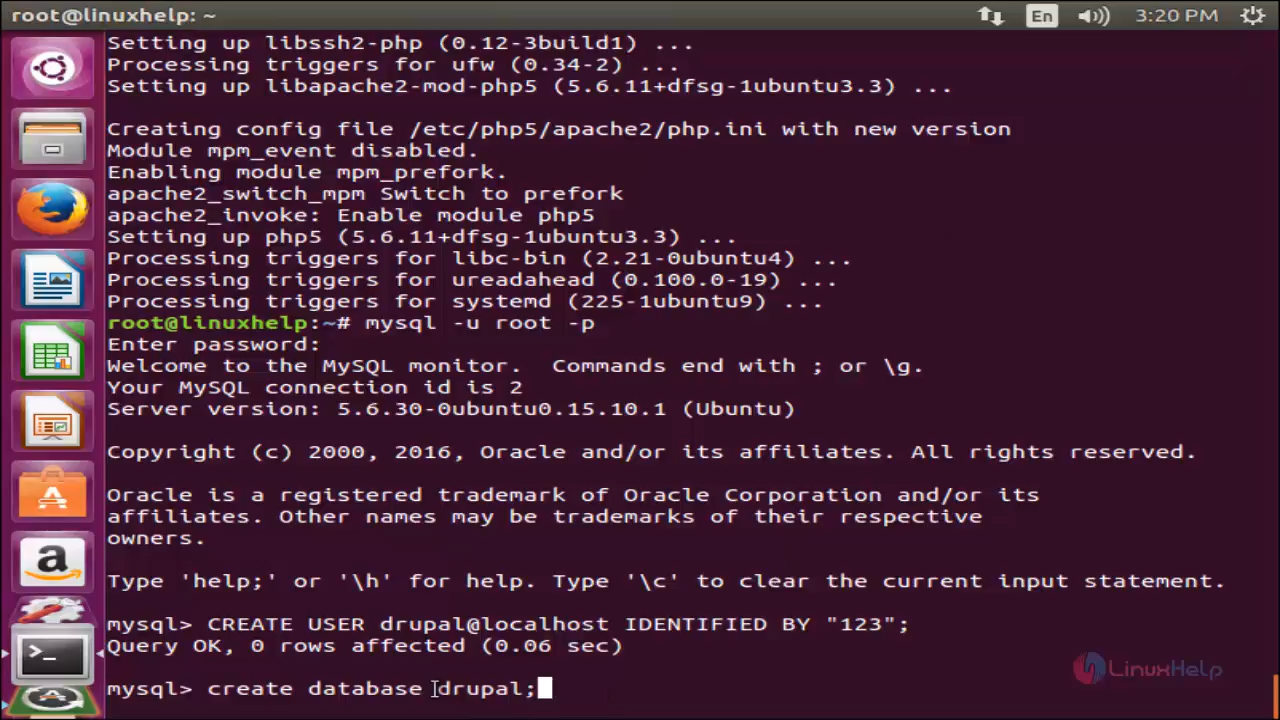 root@linuxhelp: ~
En
3:20 PM
Setting up libssh2-php (0.12-3build1) ...
Processing triggers for ufw (0.34-2) ...
Setting up libapache2-mod-php5 (5.6.11+dfsg-1ubuntu3.3) ...
Creating config file /etc/php5/apache2/php.ini with new version
Module mpm_event disabled.
Enabling module mpm_prefork.
apache2_switch_mpm Switch to prefork
apache2_invoke: Enable module php5
Setting up php5 (5.6.11+dfsg-1ubuntu3.3) ...
Processing triggers for libc-bin (2.21-0ubuntu4) ...
Processing triggers for ureadahead (0.100.0-19) ...
Processing triggers for systemd (225-1ubuntu9) ...
root@linuxhelp:~# mysql -u root -p
Enter password:
Welcome to the MySQL monitor.  Commands end with ; or \g.
Your MySQL connection id is 2
Server version: 5.6.30-0ubuntu0.15.10.1 (Ubuntu)
Copyright (c) 2000, 2016, Oracle and/or its affiliates. All rights reserved.
Oracle is a registered trademark of Oracle Corporation and/or its
affiliates. Other names may be trademarks of their respective
owners.
Type 'help;' or '\h' for help. Type '\c' to clear the current input statement.
mysql> CREATE USER drupal@localhost IDENTIFIED BY "123";
Query OK, 0 rows affected (0.06 sec)
mysql> create database drupal;
LinuxHelp